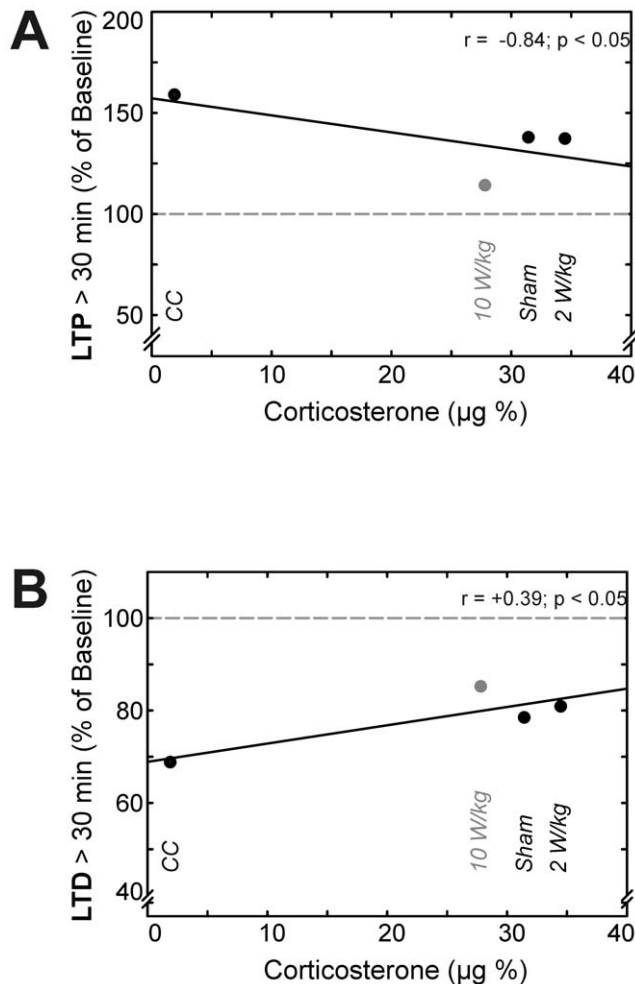 A
LTP > 30 min (% of Baseline)
200
150
100
50
r = -0.84; p < 0.05
CC
10 W/kg
Sham
2 W/kg
0 10 20 30 40
Corticosterone (µg %)
B
LTD > 30 min (% of Baseline)
100
80
60
40
r = +0.39; p < 0.05
CC
10 W/kg
Sham
2 W/kg
0 10 20 30 40
Corticosterone (µg %)